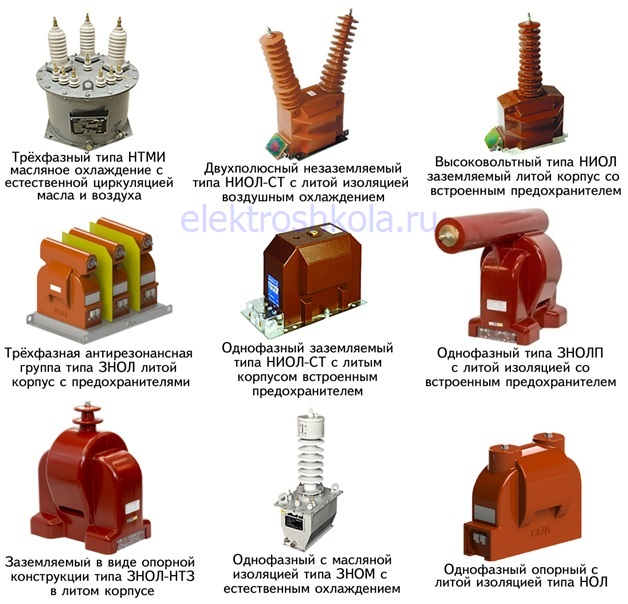 Трёхфазный типа НТМИ
масляное охлаждение с
естественной циркуляцией
масла и воздуха
Двухполюсный незаземляемый
типа НИОЛ-СТ с литой изоляцией
воздушным охлаждением
Высоковольтный типа НИОЛ
заземляемый литой корпус со
встроенным предохранителем
elektroshkola.ru
Трёхфазная антирезонансная
группа типа ЗНОЛ литой
корпус с предохранителями
Однофазный заземляемый
типа НИОЛ-СТ с литым
корпусом встроенным
предохранителем
Однофазный типа ЗНОЛП
с литой изоляцией со
встроенным предохранителем
Заземляемый в виде опорной
конструкции типа ЗНОЛ-НТЗ
в литом корпусе
Однофазный с масляной
изоляцией типа ЗНОМ с
естественным охлаждением
Однофазный опорный с
литой изоляцией типа НОЛ